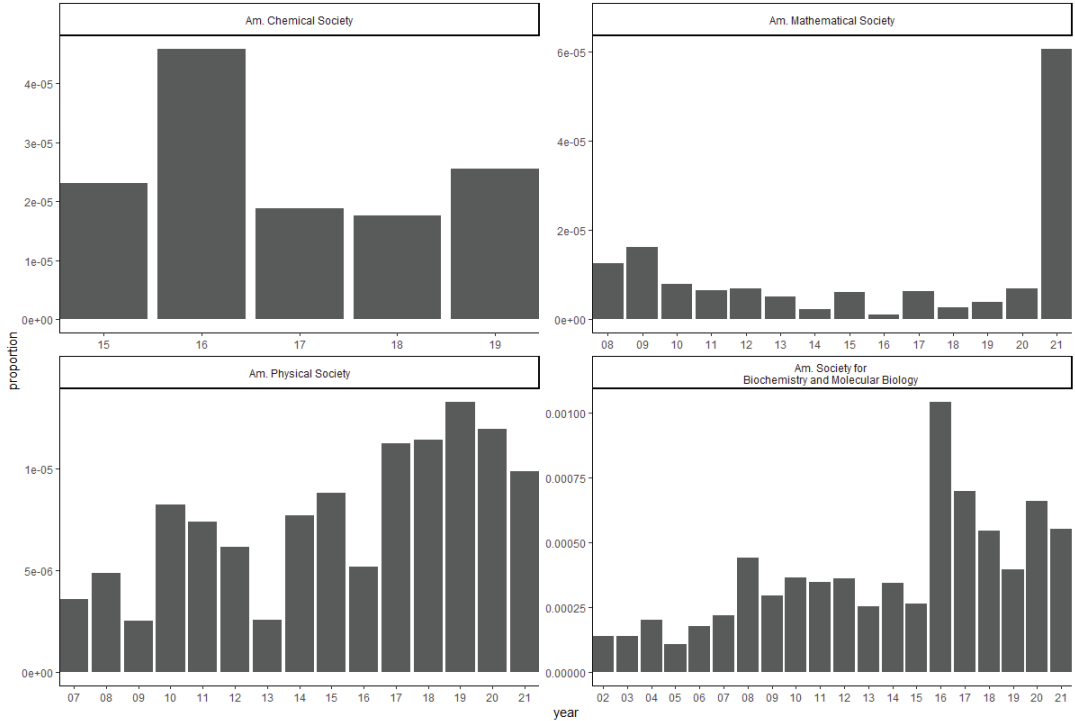 Am. Chemical Society
4e-05
3e-05
2e-05
1e-05
0e+00
15 16 17 18 19
Am. Mathematical Society
6e-05
4e-05
2e-05
0e+00
08 09 10 11 12 13 14 15 16 17 18 19 20 21
proportion
Am. Physical Society
1e-05
5e-06
0e+00
07 08 09 10 11 12 13 14 15 16 17 18 19 20 21
Am. Society for
Biochemistry and Molecular Biology
0.00100
0.00075
0.00050
0.00025
0.00000
02 03 04 05 06 07 08 09 10 11 12 13 14 15 16 17 18 19 20 21
year